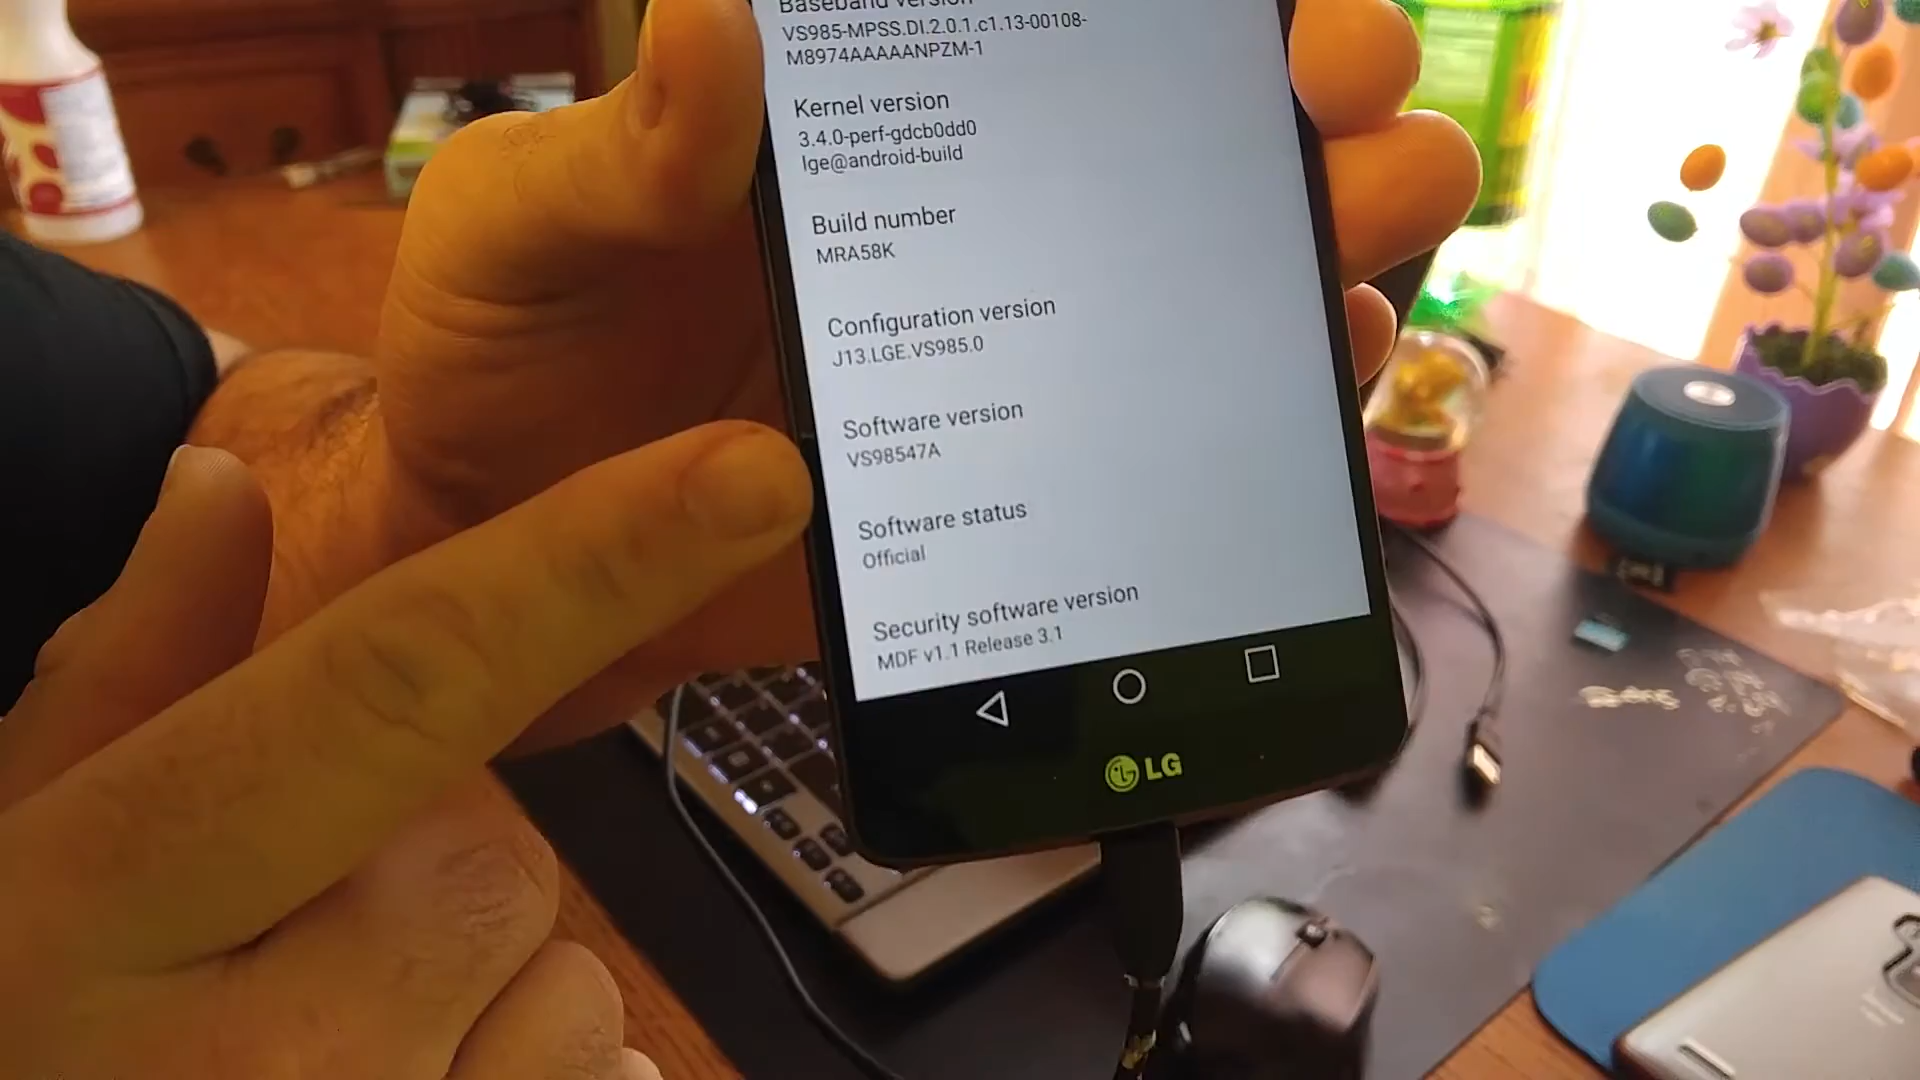 Baseband version
VS985-MPSS.DI.2.0.1.c1.13-00108-
M8974AAAAANPZM-1
Kernel version
3.4.0-perf-gdcb0dd0
lge@android-build
Build number
MRA58K
Configuration version
J13.LGE.VS985.0
Software version
VS98547A
Software status
Official
Security software version
MDF v1.1 Release 3.1
LG